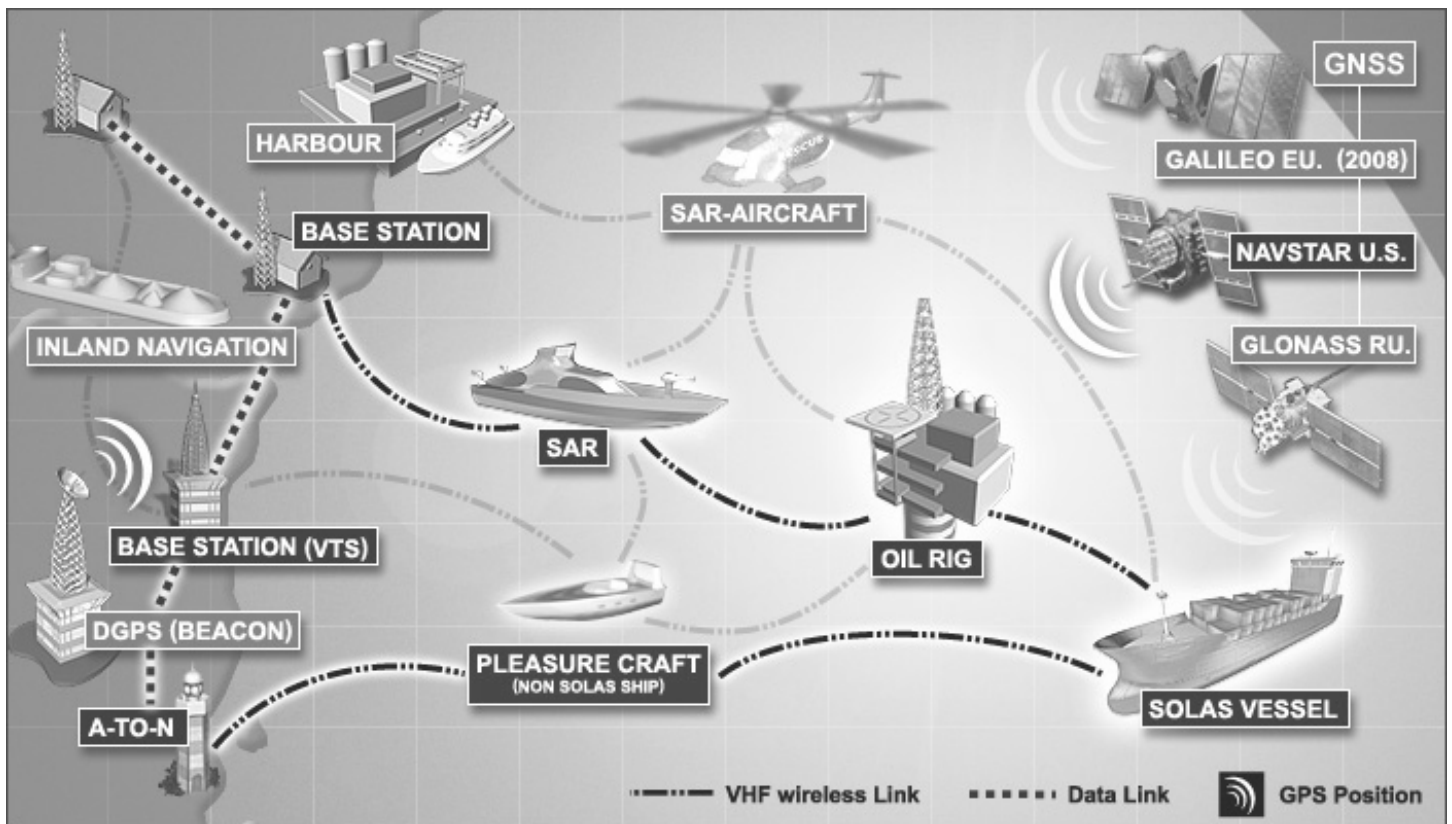 GNSS
HARBOUR
GALILEO EU. (2008)
RESCUE
SAR-AIRCRAFT
BASE STATION
NAVSTAR U.S.
INLAND NAVIGATION
GLONASS RU.
SAR
BASE STATION (VTS)
OIL RIG
DGPS (BEACON)
PLEASURE CRAFT
(NON SOLAS SHIP)
SOLAS VESSEL
A-TO-N
VHF wireless Link
Data Link
GPS Position